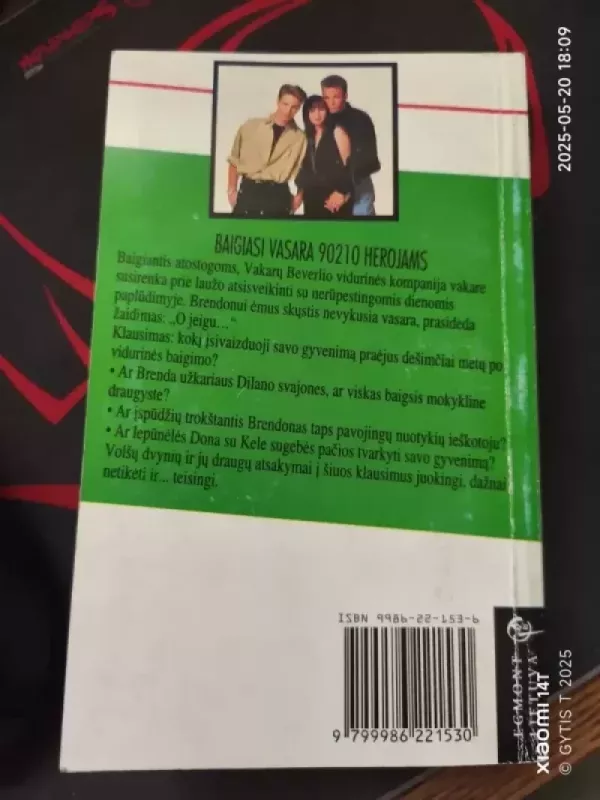 BAIGIASI VASARA 90210 HEROJAMS
Baigiantis atostogoms, Vakarų Beverlio vidurinės kompanija vakare
susirenka prie laužo atsisveikinti su nerūpestingomis dienomis
paplūdimyje. Brendonui ėmus skųstis nevykusia vasara, prasideda
žaidimas: „O jeigu...“
Klausimas: kokį įsivaizduoji savo gyvenimą praėjus dešimčiai metų po
vidurinės baigimo?
• Ar Brenda užkariaus Dilano svajones, ar viskas baigsis mokykline
draugyste?
• Ar įspūdžių trokštantis Brendonas taps pavojingų nuotykių ieškotoju?
• Ar lepūnėlės Dona su Kele sugebės pačios tvarkyti savo gyvenimą?
Volšų dvynių ir jų draugų atsakymai į šiuos klausimus juokingi, dažnai
netikėti ir... teisingi.
ISBN 9986-22-153-6
9 799986 221530
EGMONT
LIETUVA
2025-05-20 18:09
xiaomi 14T
© GYTIS T 2025